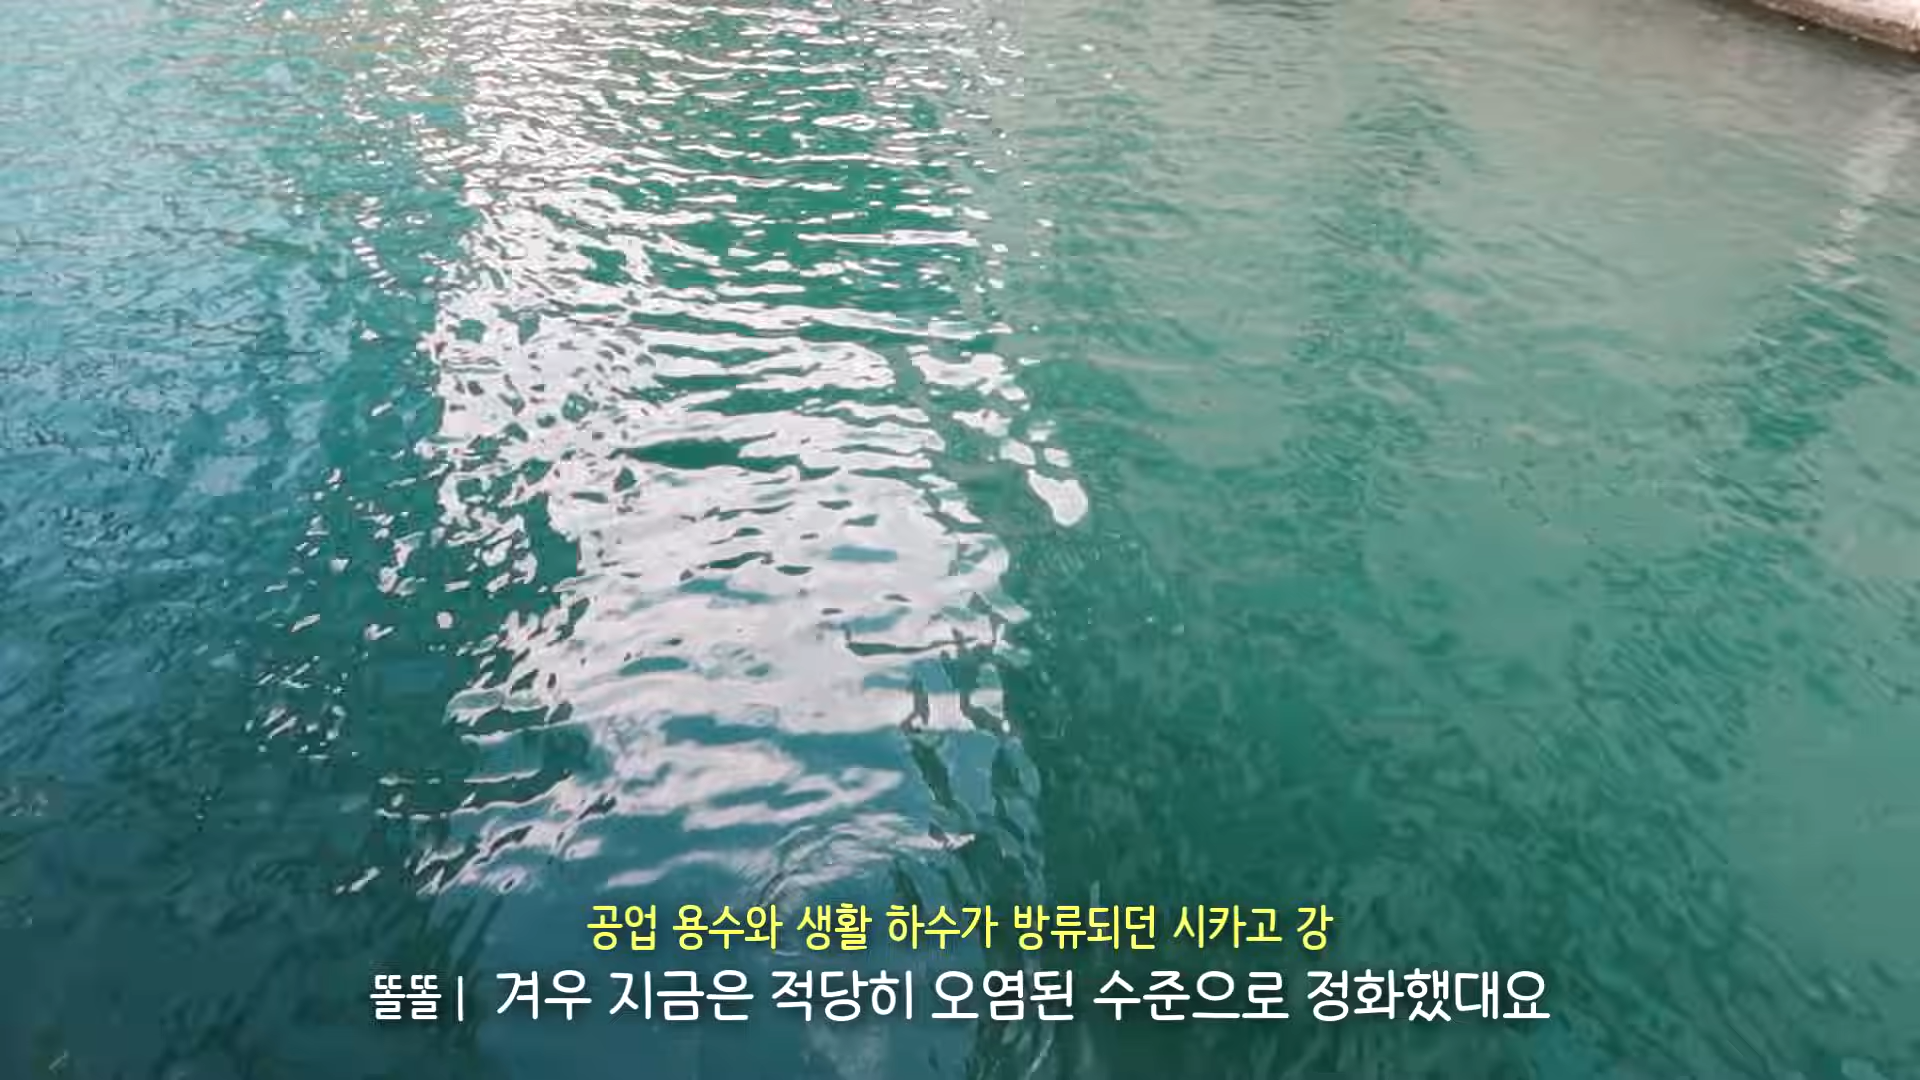 공업 용수와 생활 하수가 방류되던 시카고 강
똘똘 | 겨우 지금은 적당히 오염된 수준으로 정화했대요